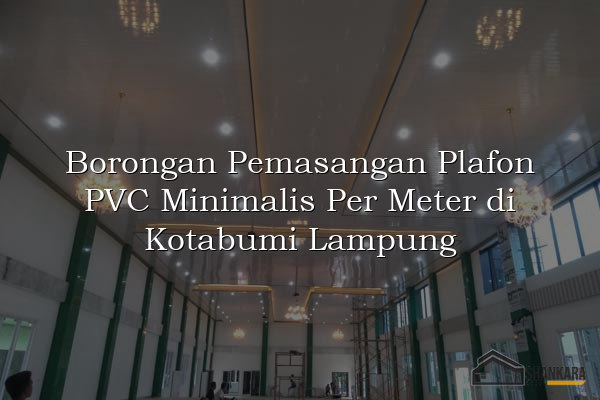 Borongan Pemasangan Plafon
PVC Minimalis Per Meter di
Kotabumi Lampung